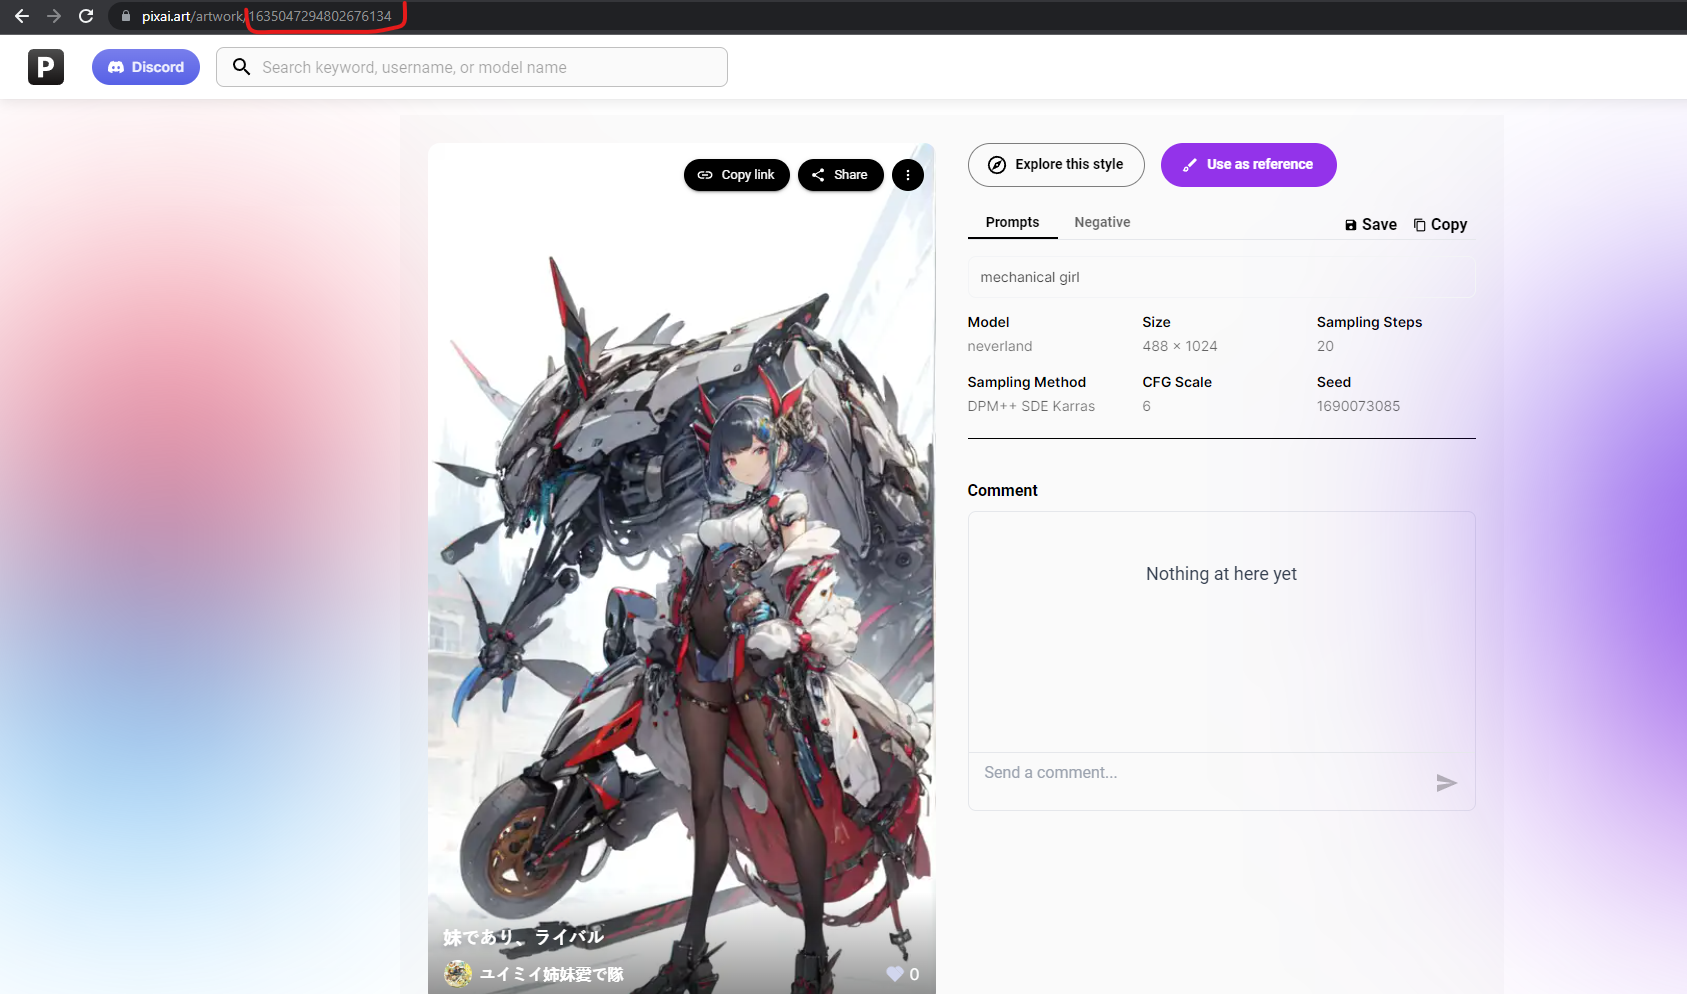 pixai.art/artwork/1635047294802676134
P
Discord
Search keyword, username, or model name
Copy link
Share
Explore this style
Use as reference
Prompts
Negative
Save
Copy
mechanical girl
Model
Size
Sampling Steps
neverland
488 × 1024
20
Sampling Method
CFG Scale
Seed
DPM++ SDE Karras
6
1690073085
Comment
Nothing at here yet
Send a comment...
妹であり、ライバル
ユイミイ姉妹愛で隊
0